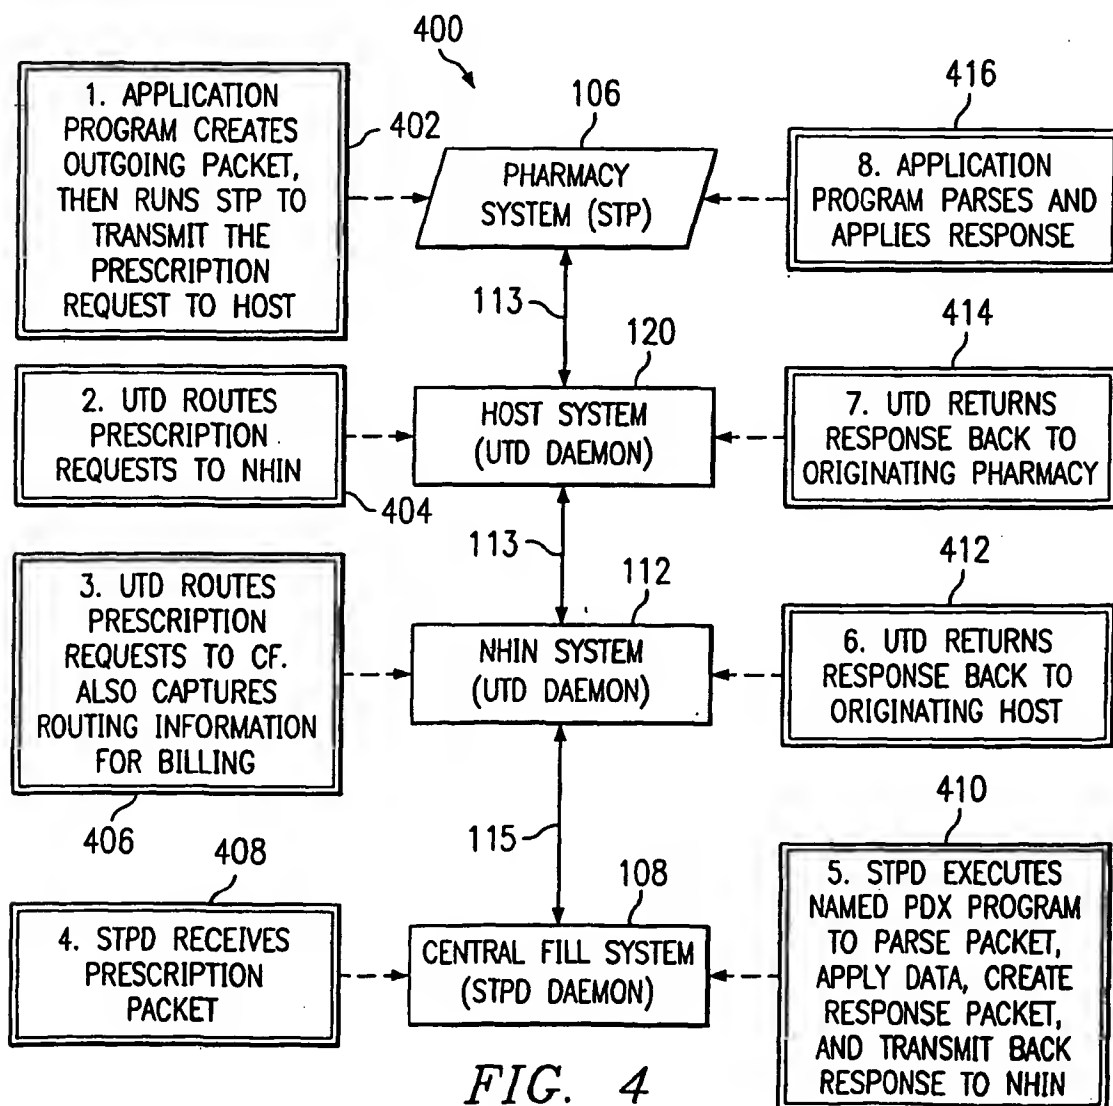 400
1. APPLICATION
PROGRAM CREATES
OUTGOING PACKET,
THEN RUNS STP TO
TRANSMIT THE
PRESCRIPTION
REQUEST TO HOST
402
106
PHARMACY
SYSTEM (STP)
416
8. APPLICATION
PROGRAM PARSES AND
APPLIES RESPONSE
113
2. UTD ROUTES
PRESCRIPTION
REQUESTS TO NHIN
404
120
HOST SYSTEM
(UTD DAEMON)
414
7. UTD RETURNS
RESPONSE BACK TO
ORIGINATING PHARMACY
113
3. UTD ROUTES
PRESCRIPTION
REQUESTS TO CF.
ALSO CAPTURES
ROUTING INFORMATION
FOR BILLING
406
112
NHIN SYSTEM
(UTD DAEMON)
412
6. UTD RETURNS
RESPONSE BACK TO
ORIGINATING HOST
115
408
4. STPD RECEIVES
PRESCRIPTION
PACKET
108
CENTRAL FILL SYSTEM
(STPD DAEMON)
410
5. STPD EXECUTES
NAMED PDX PROGRAM
TO PARSE PACKET,
APPLY DATA, CREATE
RESPONSE PACKET,
AND TRANSMIT BACK
RESPONSE TO NHIN
FIG. 4